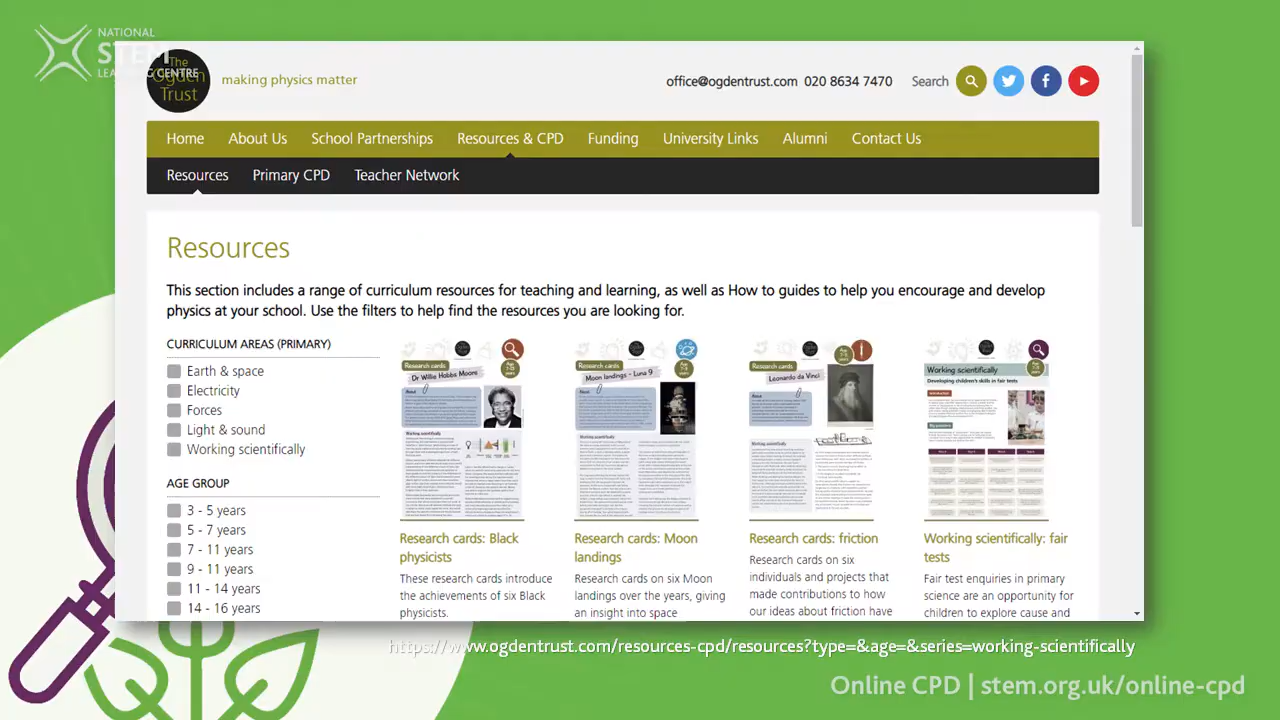 NATIONAL
STEM
LEARNING CENTRE
The
Ogden
Trust
making physics matter
office@ogdentrust.com 020 8634 7470
Search
Home About Us School Partnerships Resources & CPD Funding University Links Alumni Contact Us
Resources Primary CPD Teacher Network
Resources
This section includes a range of curriculum resources for teaching and learning, as well as How to guides to help you encourage and develop
physics at your school. Use the filters to help find the resources you are looking for.
CURRICULUM AREAS (PRIMARY)
Earth & space
Electricity
Forces
Light & sound
Working scientifically
AGE GROUP
3 - 5 years
5 - 7 years
7 - 11 years
9 - 11 years
11 - 14 years
14 - 16 years
Research cards
Dr Willie Hobbs Moore
Research cards
Moon landings - Luna 9
Research cards
Leonardo da Vinci
Working scientifically
Developing children's skills in fair tests
Research cards: Black
physicists
These research cards introduce
the achievements of six Black
physicists.
Research cards: Moon
landings
Research cards on six Moon
landings over the years, giving
an insight into space
Research cards: friction
Research cards on six
individuals and projects that
made contributions to how
our ideas about friction have
Working scientifically: fair
tests
Fair test enquiries in primary
science are an opportunity for
children to explore cause and
https://www.ogdentrust.com/resources-cpd/resources?type=&age=&series=working-scientifically
Online CPD | stem.org.uk/online-cpd